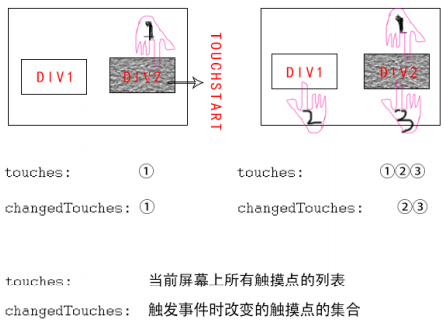 1
1
DIV1
DIV2
TOUCHSTART
DIV1
DIV2
2
3
touches: ①
touches: ①②③
changedTouches: ①
changedTouches: ②③
touches: 当前屏幕上所有触摸点的列表
changedTouches: 触发事件时改变的触摸点的集合